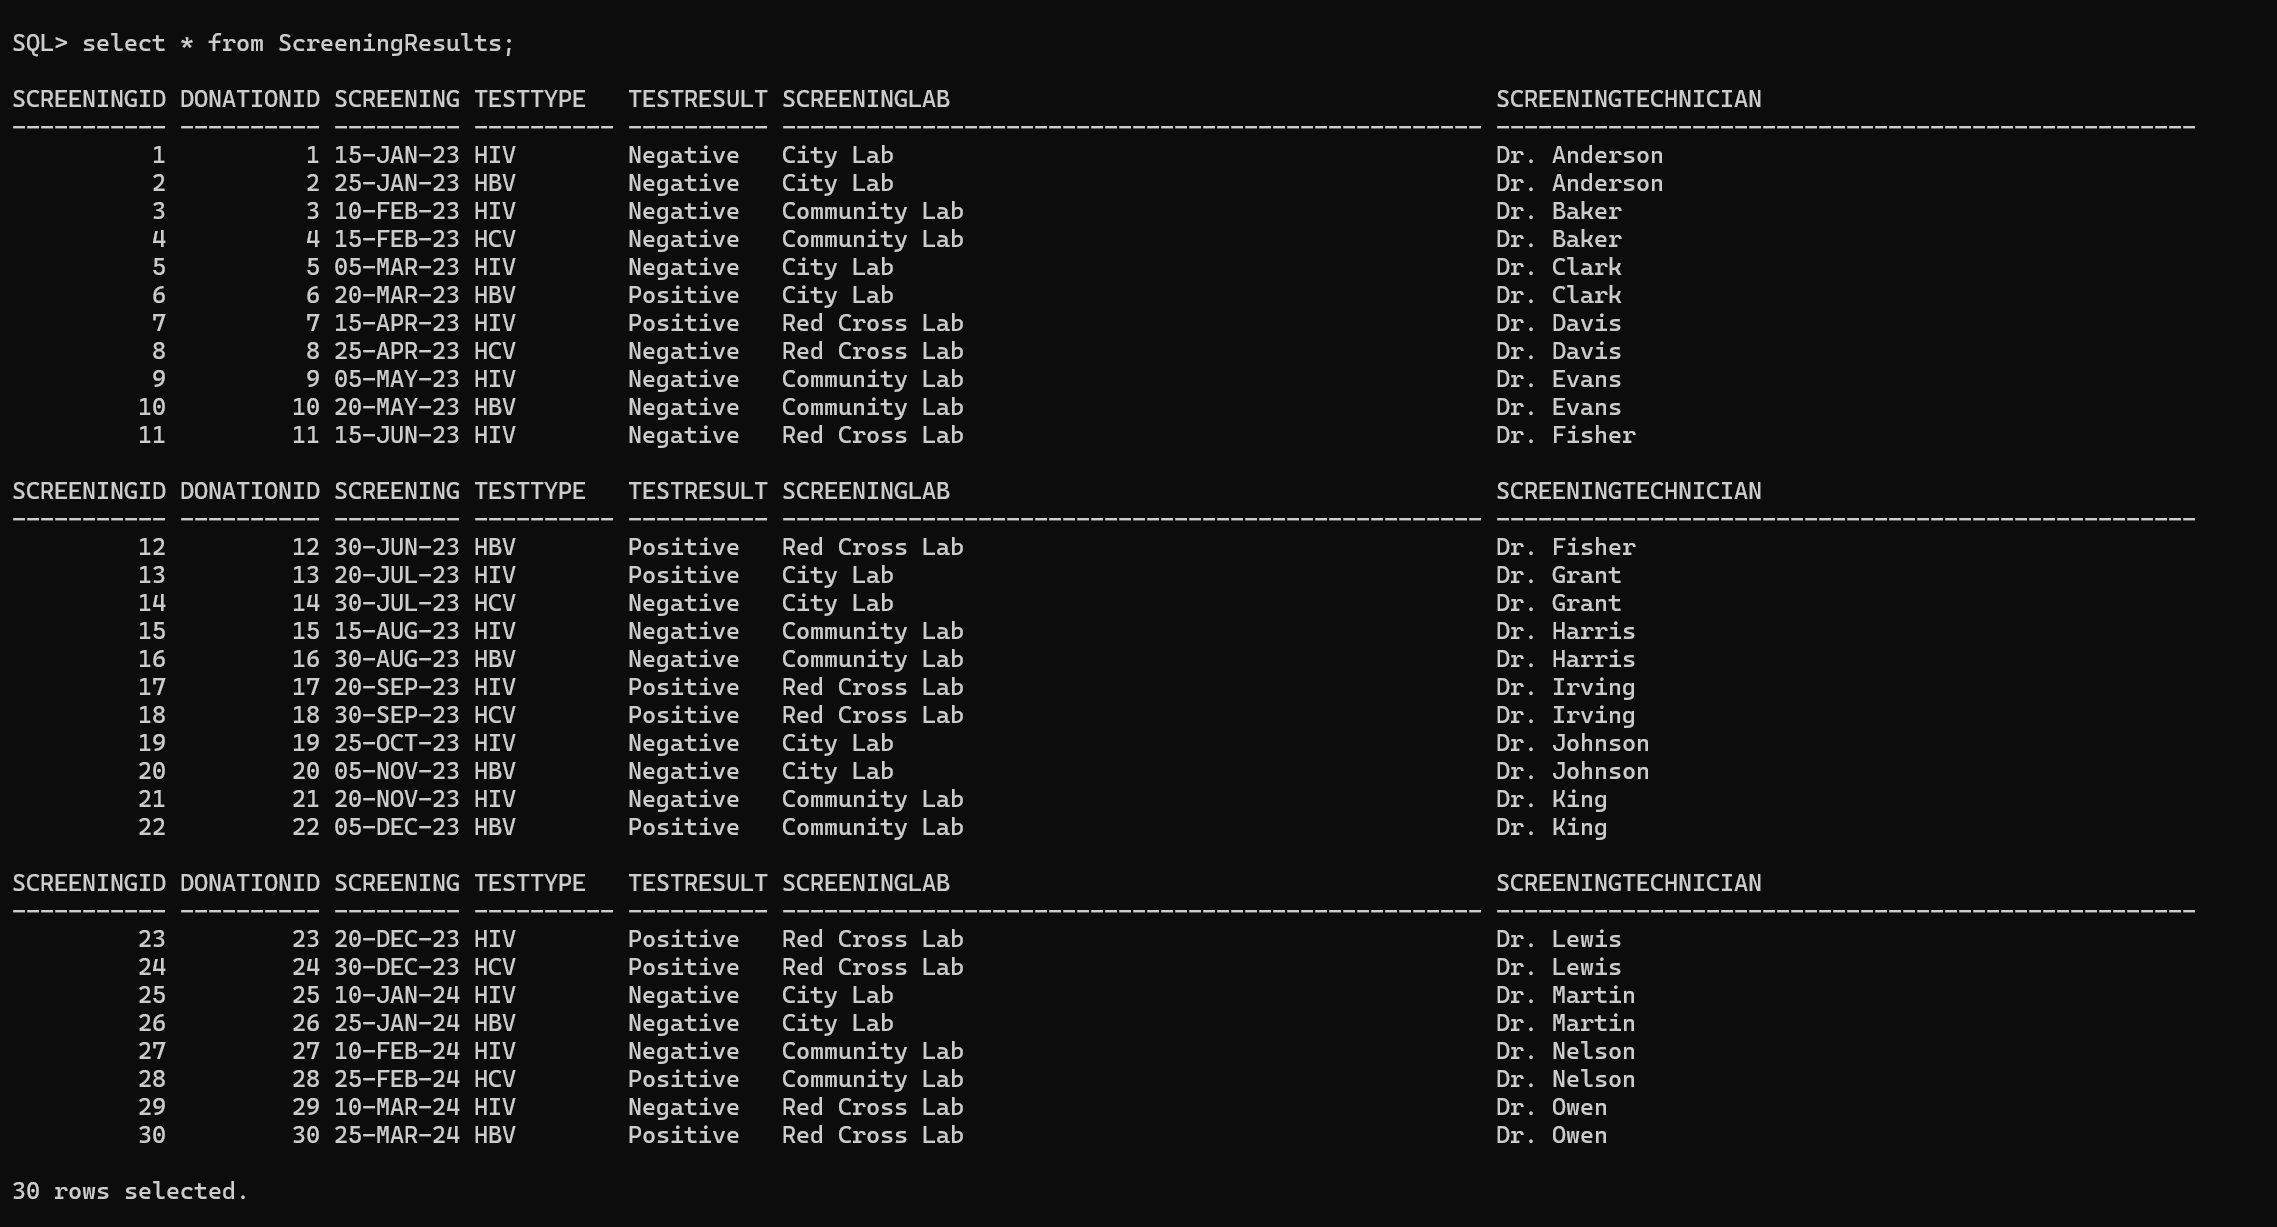 SQL> select * from ScreeningResults;
SCREENINGID DONATIONID SCREENING TESTTYPE   TESTRESULT SCREENINGLAB                                       SCREENINGTECHNICIAN
----------- ---------- --------- ---------- ---------- -------------------------------------------------- --------------------------------------------------
          1          1 15-JAN-23 HIV        Negative   City Lab                                           Dr. Anderson
          2          2 25-JAN-23 HBV        Negative   City Lab                                           Dr. Anderson
          3          3 10-FEB-23 HIV        Negative   Community Lab                                      Dr. Baker
          4          4 15-FEB-23 HCV        Negative   Community Lab                                      Dr. Baker
          5          5 05-MAR-23 HIV        Negative   City Lab                                           Dr. Clark
          6          6 20-MAR-23 HBV        Positive   City Lab                                           Dr. Clark
          7          7 15-APR-23 HIV        Positive   Red Cross Lab                                      Dr. Davis
          8          8 25-APR-23 HCV        Negative   Red Cross Lab                                      Dr. Davis
          9          9 05-MAY-23 HIV        Negative   Community Lab                                      Dr. Evans
         10         10 20-MAY-23 HBV        Negative   Community Lab                                      Dr. Evans
         11         11 15-JUN-23 HIV        Negative   Red Cross Lab                                      Dr. Fisher
SCREENINGID DONATIONID SCREENING TESTTYPE   TESTRESULT SCREENINGLAB                                       SCREENINGTECHNICIAN
----------- ---------- --------- ---------- ---------- -------------------------------------------------- --------------------------------------------------
         12         12 30-JUN-23 HBV        Positive   Red Cross Lab                                      Dr. Fisher
         13         13 20-JUL-23 HIV        Positive   City Lab                                           Dr. Grant
         14         14 30-JUL-23 HCV        Negative   City Lab                                           Dr. Grant
         15         15 15-AUG-23 HIV        Negative   Community Lab                                      Dr. Harris
         16         16 30-AUG-23 HBV        Negative   Community Lab                                      Dr. Harris
         17         17 20-SEP-23 HIV        Positive   Red Cross Lab                                      Dr. Irving
         18         18 30-SEP-23 HCV        Positive   Red Cross Lab                                      Dr. Irving
         19         19 25-OCT-23 HIV        Negative   City Lab                                           Dr. Johnson
         20         20 05-NOV-23 HBV        Negative   City Lab                                           Dr. Johnson
         21         21 20-NOV-23 HIV        Negative   Community Lab                                      Dr. King
         22         22 05-DEC-23 HBV        Positive   Community Lab                                      Dr. King
SCREENINGID DONATIONID SCREENING TESTTYPE   TESTRESULT SCREENINGLAB                                       SCREENINGTECHNICIAN
----------- ---------- --------- ---------- ---------- -------------------------------------------------- --------------------------------------------------
         23         23 20-DEC-23 HIV        Positive   Red Cross Lab                                      Dr. Lewis
         24         24 30-DEC-23 HCV        Positive   Red Cross Lab                                      Dr. Lewis
         25         25 10-JAN-24 HIV        Negative   City Lab                                           Dr. Martin
         26         26 25-JAN-24 HBV        Negative   City Lab                                           Dr. Martin
         27         27 10-FEB-24 HIV        Negative   Community Lab                                      Dr. Nelson
         28         28 25-FEB-24 HCV        Positive   Community Lab                                      Dr. Nelson
         29         29 10-MAR-24 HIV        Negative   Red Cross Lab                                      Dr. Owen
         30         30 25-MAR-24 HBV        Positive   Red Cross Lab                                      Dr. Owen
30 rows selected.